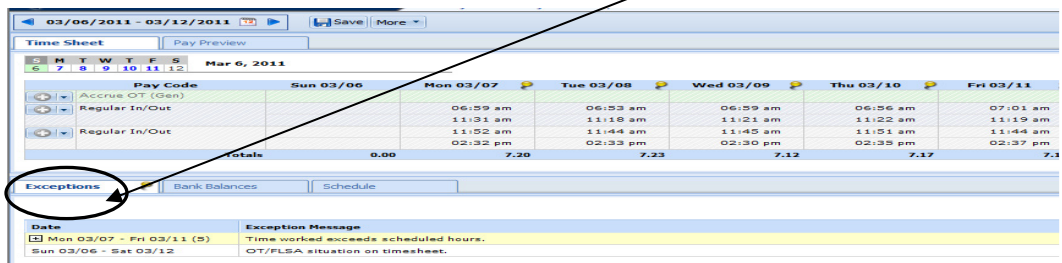 03/06/2011 - 03/12/2011 Save More
Time Sheet Pay Preview
S M T W T F S Mar 6, 2011
6 7 8 9 10 11 12
Pay Code Sun 03/06 Mon 03/07 Tue 03/08 Wed 03/09 Thu 03/10 Fri 03/11
Accrue OT (Gen)
Regular In/Out 06:59 am 06:53 am 06:59 am 06:56 am 07:01 am
11:31 am 11:18 am 11:21 am 11:22 am 11:19 am
Regular In/Out 11:52 am 11:44 am 11:45 am 11:51 am 11:44 am
02:32 pm 02:33 pm 02:30 pm 02:35 pm 02:37 pm
Totals 0.00 7.20 7.23 7.12 7.17
Exceptions Bank Balances Schedule
Date Exception Message
Mon 03/07 - Fri 03/11 (5) Time worked exceeds scheduled hours.
Sun 03/06 - Sat 03/12 OT/FLSA situation on timesheet.